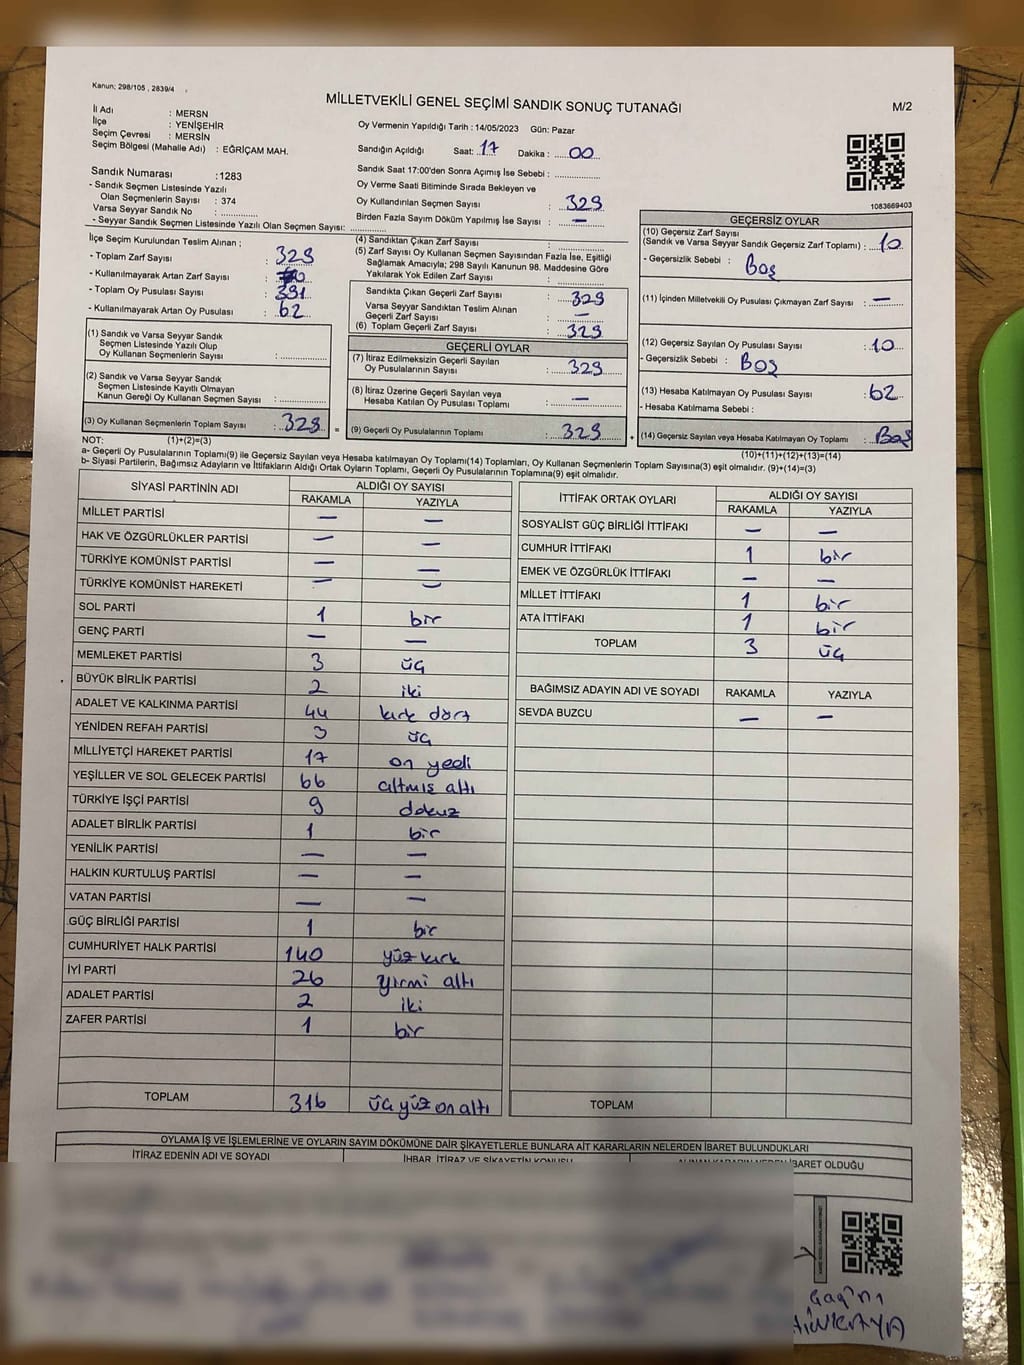 Kanun; 298/105 , 2839/4
MİLLETVEKİLİ GENEL SEÇİMİ SANDIK SONUÇ TUTANAĞI
M/2
İl Adı : MERSN
İlçe : YENİŞEHİR
Seçim Çevresi : MERSİN
Seçim Bölgesi (Mahalle Adı) : EĞRİÇAM MAH.
Sandık Numarası :1283
- Sandık Seçmen Listesinde Yazılı
Olan Seçmenlerin Sayısı : 374
Varsa Seyyar Sandık No : ..............
- Seyyar Sandık Seçmen Listesinde Yazılı Olan Seçmen Sayısı: ..............
Oy Vermenin Yapıldığı Tarih : 14/05/2023 Gün: Pazar
Sandığın Açıldığı Saat: 17 Dakika : 00
Sandık Saat 17:00'den Sonra Açımış İse Sebebi : ..............
Oy Verme Saati Bitiminde Sırada Bekleyen ve
Oy Kullandırılan Seçmen Sayısı : 329
Birden Fazla Sayım Döküm Yapılmış İse Sayısı : —
1083669403
İlçe Seçim Kurulundan Teslim Alınan ;
- Toplam Zarf Sayısı : 329
- Kullanılmayarak Artan Zarf Sayısı :
- Toplam Oy Pusulası Sayısı : 391
- Kullanılmayarak Artan Oy Pusulası : 62
(1) Sandık ve Varsa Seyyar Sandık
Seçmen Listesinde Yazılı Olup
Oy Kullanan Seçmenlerin Sayısı : ..............
(2) Sandık ve Varsa Seyyar Sandık
Seçmen Listesinde Kayıtlı Olmayan
Kanun Gereği Oy Kullanan Seçmen Sayısı : ..............
(3) Oy Kullanan Seçmenlerin Toplam Sayısı : 329 =
(4) Sandıktan Çıkan Zarf Sayısı : ..............
(5) Zarf Sayısı Oy Kullanan Seçmen Sayısından Fazla İse, Eşitliği
Sağlamak Amacıyla; 298 Sayılı Kanunun 98. Maddesine Göre
Yakılarak Yok Edilen Zarf Sayısı : ..............
Sandıkta Çıkan Geçerli Zarf Sayısı : 329
Varsa Seyyar Sandıktan Teslim Alınan
Geçerli Zarf Sayısı : —
(6) Toplam Geçerli Zarf Sayısı : 329
GEÇERLİ OYLAR
(7) İtiraz Edilmeksizin Geçerli Sayılan
Oy Pusulalarının Sayısı : 329
(8) İtiraz Üzerine Geçerli Sayılan veya
Hesaba Katılan Oy Pusulası Toplamı : —
(9) Geçerli Oy Pusulalarının Toplamı : 329 +
GEÇERSİZ OYLAR
(10) Geçersiz Zarf Sayısı
(Sandık ve Varsa Seyyar Sandık Geçersiz Zarf Toplamı) : 10
- Geçersizlik Sebebi : Boş
(11) İçinden Milletvekili Oy Pusulası Çıkmayan Zarf Sayısı : —
(12) Geçersiz Sayılan Oy Pusulası Sayısı : 10
- Geçersizlik Sebebi : Boş
(13) Hesaba Katılmayan Oy Pusulası Sayısı : 62
- Hesaba Katılmama Sebebi :
(14) Geçersiz Sayılan veya Hesaba Katılmayan Oy Toplamı : Boş
NOT: (1)+(2)=(3) (10)+(11)+(12)+(13)=(14)
a- Geçerli Oy Pusulalarının Toplamı(9) ile Geçersiz Sayılan veya Hesaba katılmayan Oy Toplamı(14) Toplamları, Oy Kullanan Seçmenlerin Toplam Sayısına(3) eşit olmalıdır. (9)+(14)=(3)
b- Siyasi Partilerin, Bağımsız Adayların ve İttifakların Aldığı Ortak Oyların Toplamı, Geçerli Oy Pusulalarının Toplamına(9) eşit olmalıdır.
SİYASİ PARTİNİN ADI ALDIĞI OY SAYISI
RAKAMLA YAZIYLA
MİLLET PARTİSİ — —
HAK VE ÖZGÜRLÜKLER PARTİSİ — —
TÜRKİYE KOMÜNİST PARTİSİ — —
TÜRKİYE KOMÜNİST HAREKETİ — —
SOL PARTİ 1 bir
GENÇ PARTİ — —
MEMLEKET PARTİSİ 3 üç
BÜYÜK BİRLİK PARTİSİ 2 iki
ADALET VE KALKINMA PARTİSİ 44 kırk dört
YENİDEN REFAH PARTİSİ 3 üç
MİLLİYETÇİ HAREKET PARTİSİ 17 on yedi
YEŞİLLER VE SOL GELECEK PARTİSİ 66 altmış altı
TÜRKİYE İŞÇİ PARTİSİ 9 dokuz
ADALET BİRLİK PARTİSİ 1 bir
YENİLİK PARTİSİ — —
HALKIN KURTULUŞ PARTİSİ — —
VATAN PARTİSİ — —
GÜÇ BİRLİĞİ PARTİSİ 1 bir
CUMHURİYET HALK PARTİSİ 140 yüz kırk
İYİ PARTİ 26 yirmi altı
ADALET PARTİSİ 2 iki
ZAFER PARTİSİ 1 bir
TOPLAM 316 üç yüz on altı
İTTİFAK ORTAK OYLARI ALDIĞI OY SAYISI
RAKAMLA YAZIYLA
SOSYALİST GÜÇ BİRLİĞİ İTTİFAKI — —
CUMHUR İTTİFAKI 1 bir
EMEK VE ÖZGÜRLÜK İTTİFAKI — —
MİLLET İTTİFAKI 1 bir
ATA İTTİFAKI 1 bir
TOPLAM 3 üç
BAĞIMSIZ ADAYIN ADI VE SOYADI RAKAMLA YAZIYLA
SEVDA BUZCU — —
TOPLAM
OYLAMA İŞ VE İŞLEMLERİNE VE OYLARIN SAYIM DÖKÜMÜNE DAİR ŞİKAYETLERLE BUNLARA AİT KARARLARIN NELERDEN İBARET BULUNDUKLARI
İTİRAZ EDENİN ADI VE SOYADI İHBAR, İTİRAZ VE ŞİKAYETİN KONUSU ALINAN KARARIN NEDEN İBARET OLDUĞU